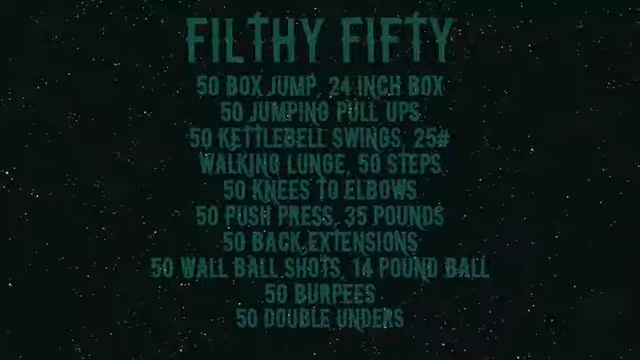 FILTHY FIFTY
50 BOX JUMP, 24 INCH BOX
50 JUMPING PULL UPS
50 KETTLEBELL SWINGS, 25#
WALKING LUNGE, 50 STEPS
50 KNEES TO ELBOWS
50 PUSH PRESS, 35 POUNDS
50 BACK EXTENSIONS
50 WALL BALL SHOTS, 14 POUND BALL
50 BURPEES
50 DOUBLE UNDERS